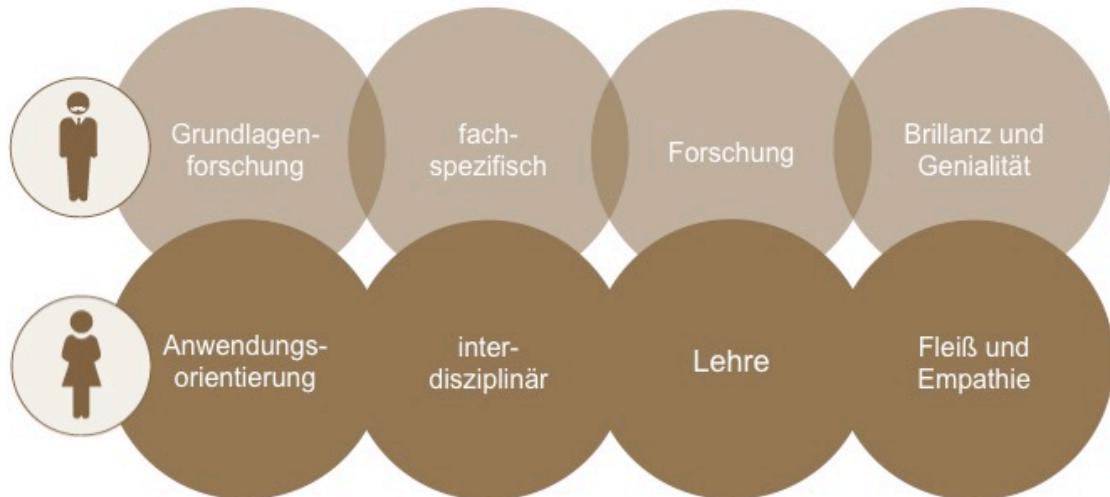 Grundlagen-
forschung
fach-
spezifisch
Forschung
Brillanz und
Genialität
Anwendungs-
orientierung
inter-
disziplinär
Lehre
Fleiß und
Empathie